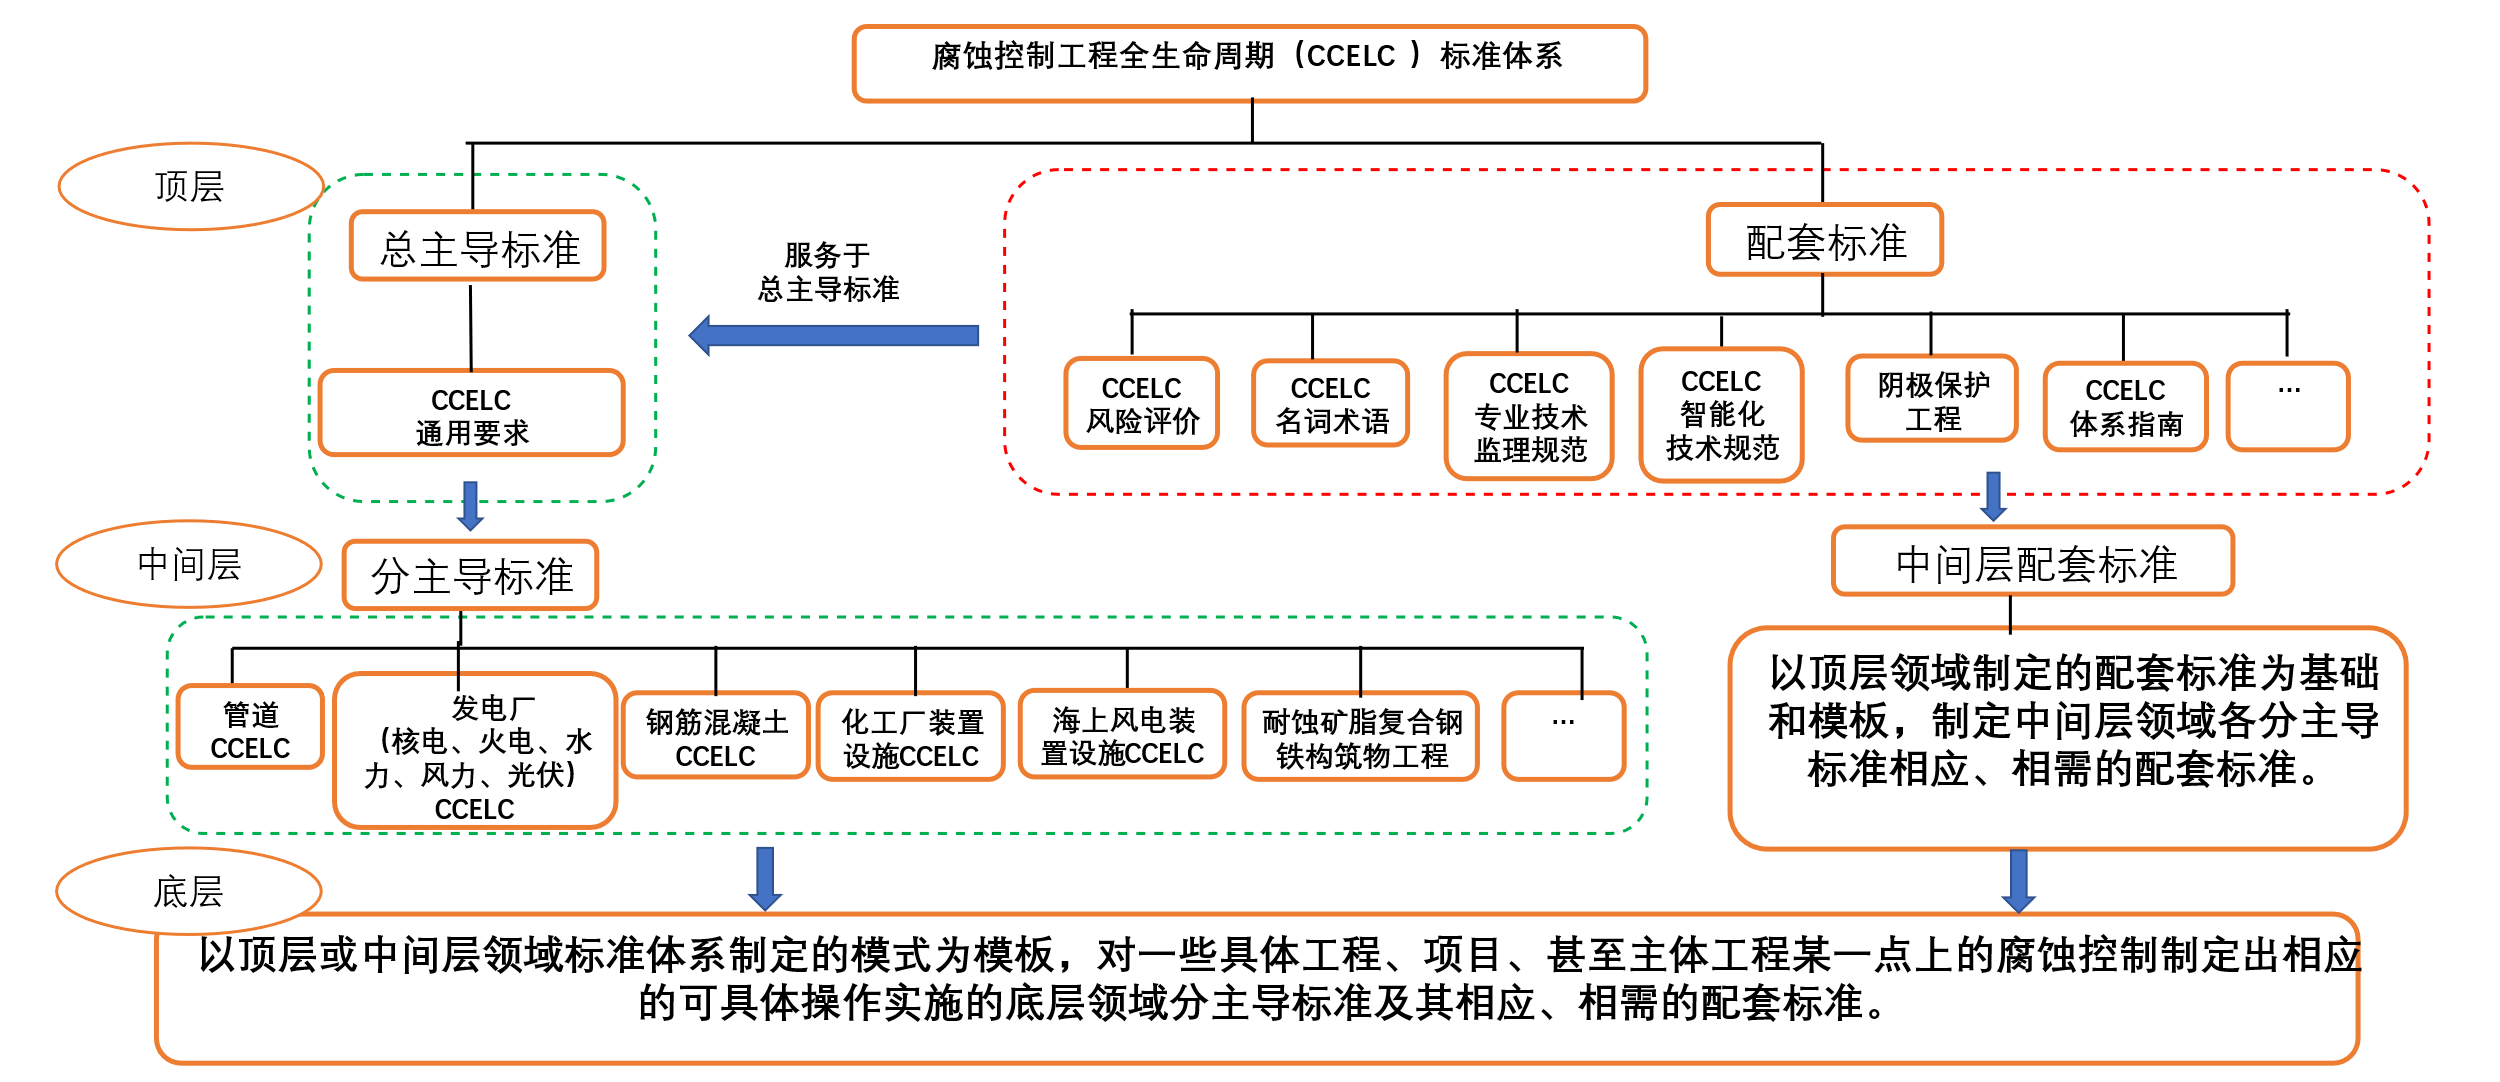 腐蚀控制工程全生命周期（CCELC ）标准体系
顶层
总主导标准
CCELC
通用要求
服务于
总主导标准
配套标准
CCELC
风险评价
CCELC
名词术语
CCELC
专业技术
监理规范
CCELC
智能化
技术规范
阴极保护
工程
CCELC
体系指南
...
中间层
分主导标准
管道
CCELC
发电厂
（核电、火电、水
力、风力、光伏）
CCELC
钢筋混凝土
CCELC
化工厂装置
设施CCELC
海上风电装
置设施CCELC
耐蚀矿脂复合钢
铁构筑物工程
...
中间层配套标准
以顶层领域制定的配套标准为基础
和模板，制定中间层领域各分主导
标准相应、相需的配套标准。
底层
以顶层或中间层领域标准体系制定的模式为模板，对一些具体工程、项目、甚至主体工程某一点上的腐蚀控制制定出相应
的可具体操作实施的底层领域分主导标准及其相应、相需的配套标准。